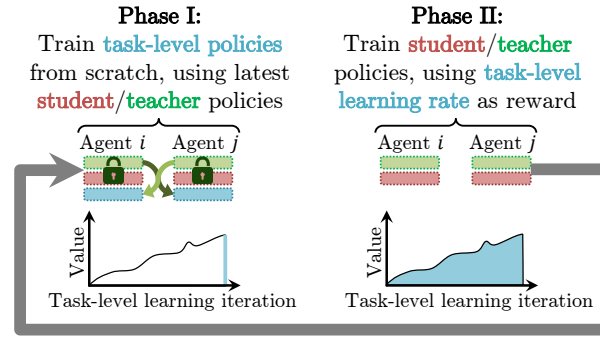 Phase I:
Train task-level policies
from scratch, using latest
student/teacher policies
Agent i
Agent j
Value
Task-level learning iteration
Phase II:
Train student/teacher
policies, using task-level
learning rate as reward
Agent i
Agent j
Value
Task-level learning iteration